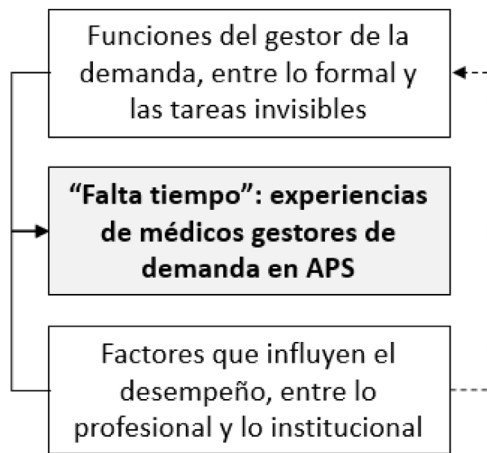 Funciones del gestor de la
demanda, entre lo formal y
las tareas invisibles
“Falta tiempo”: experiencias
de médicos gestores de
demanda en APS
Factores que influyen el
desempeño, entre lo
profesional y lo institucional